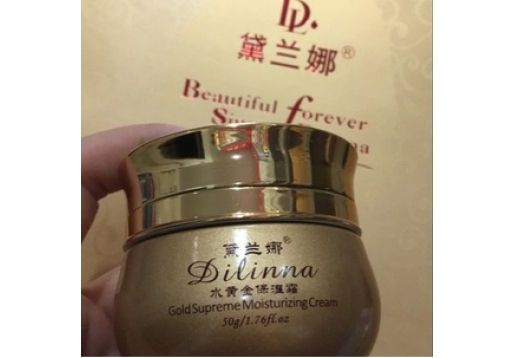 DL
黛兰娜®
Beautiful forever
黛兰娜®
Dilinna
水黄金保湿霜
Gold Supreme Moisturizing Cream
50g/1.76fl.oz